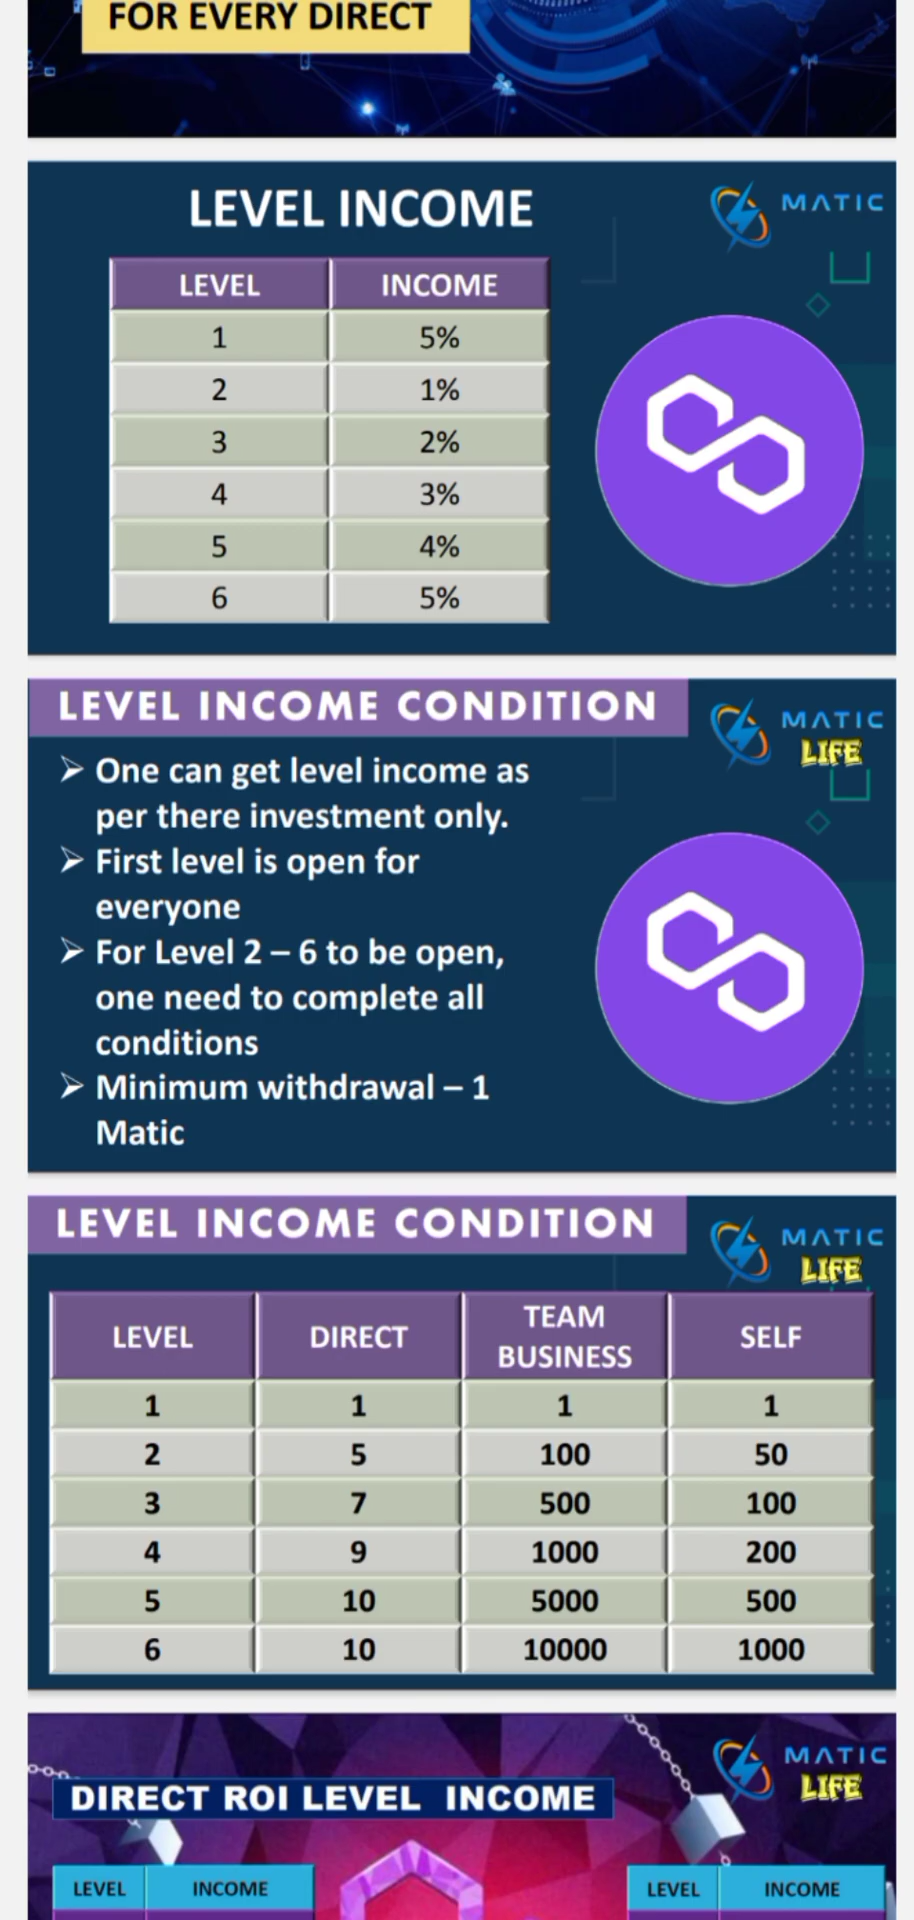 FOR EVERY DIRECT
LEVEL INCOME
MATIC
LEVEL INCOME
1 5%
2 1%
3 2%
4 3%
5 4%
6 5%
LEVEL INCOME CONDITION
MATIC
LIFE
➢ One can get level income as
per there investment only.
➢ First level is open for
everyone
➢ For Level 2 – 6 to be open,
one need to complete all
conditions
➢ Minimum withdrawal – 1
Matic
LEVEL INCOME CONDITION
MATIC
LIFE
LEVEL DIRECT TEAM BUSINESS SELF
1 1 1 1
2 5 100 50
3 7 500 100
4 9 1000 200
5 10 5000 500
6 10 10000 1000
MATIC
LIFE
DIRECT ROI LEVEL INCOME
LEVEL INCOME LEVEL INCOME